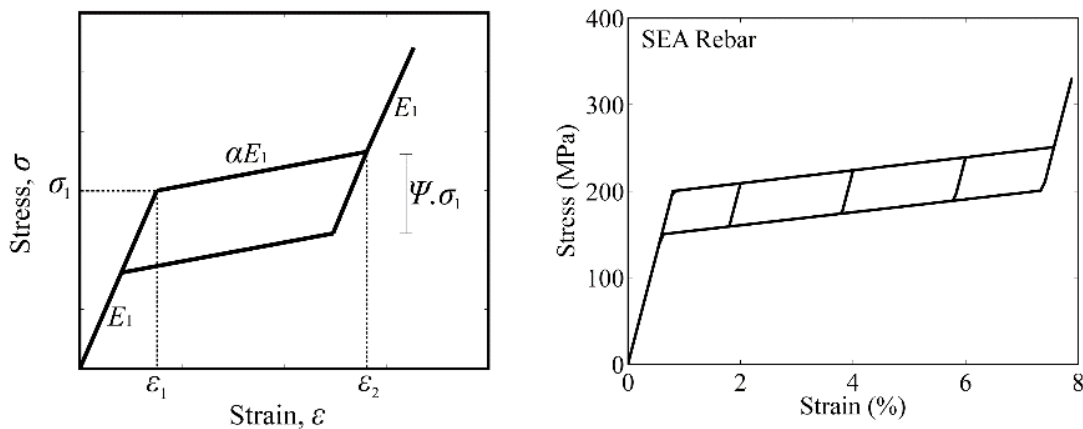 Stress, σ
σ1
E1
αE1
E1
Ψ.σ1
ε1
ε2
Strain, ε
SEA Rebar
Stress (MPa)
400
300
200
100
0
0 2 4 6 8
Strain (%)